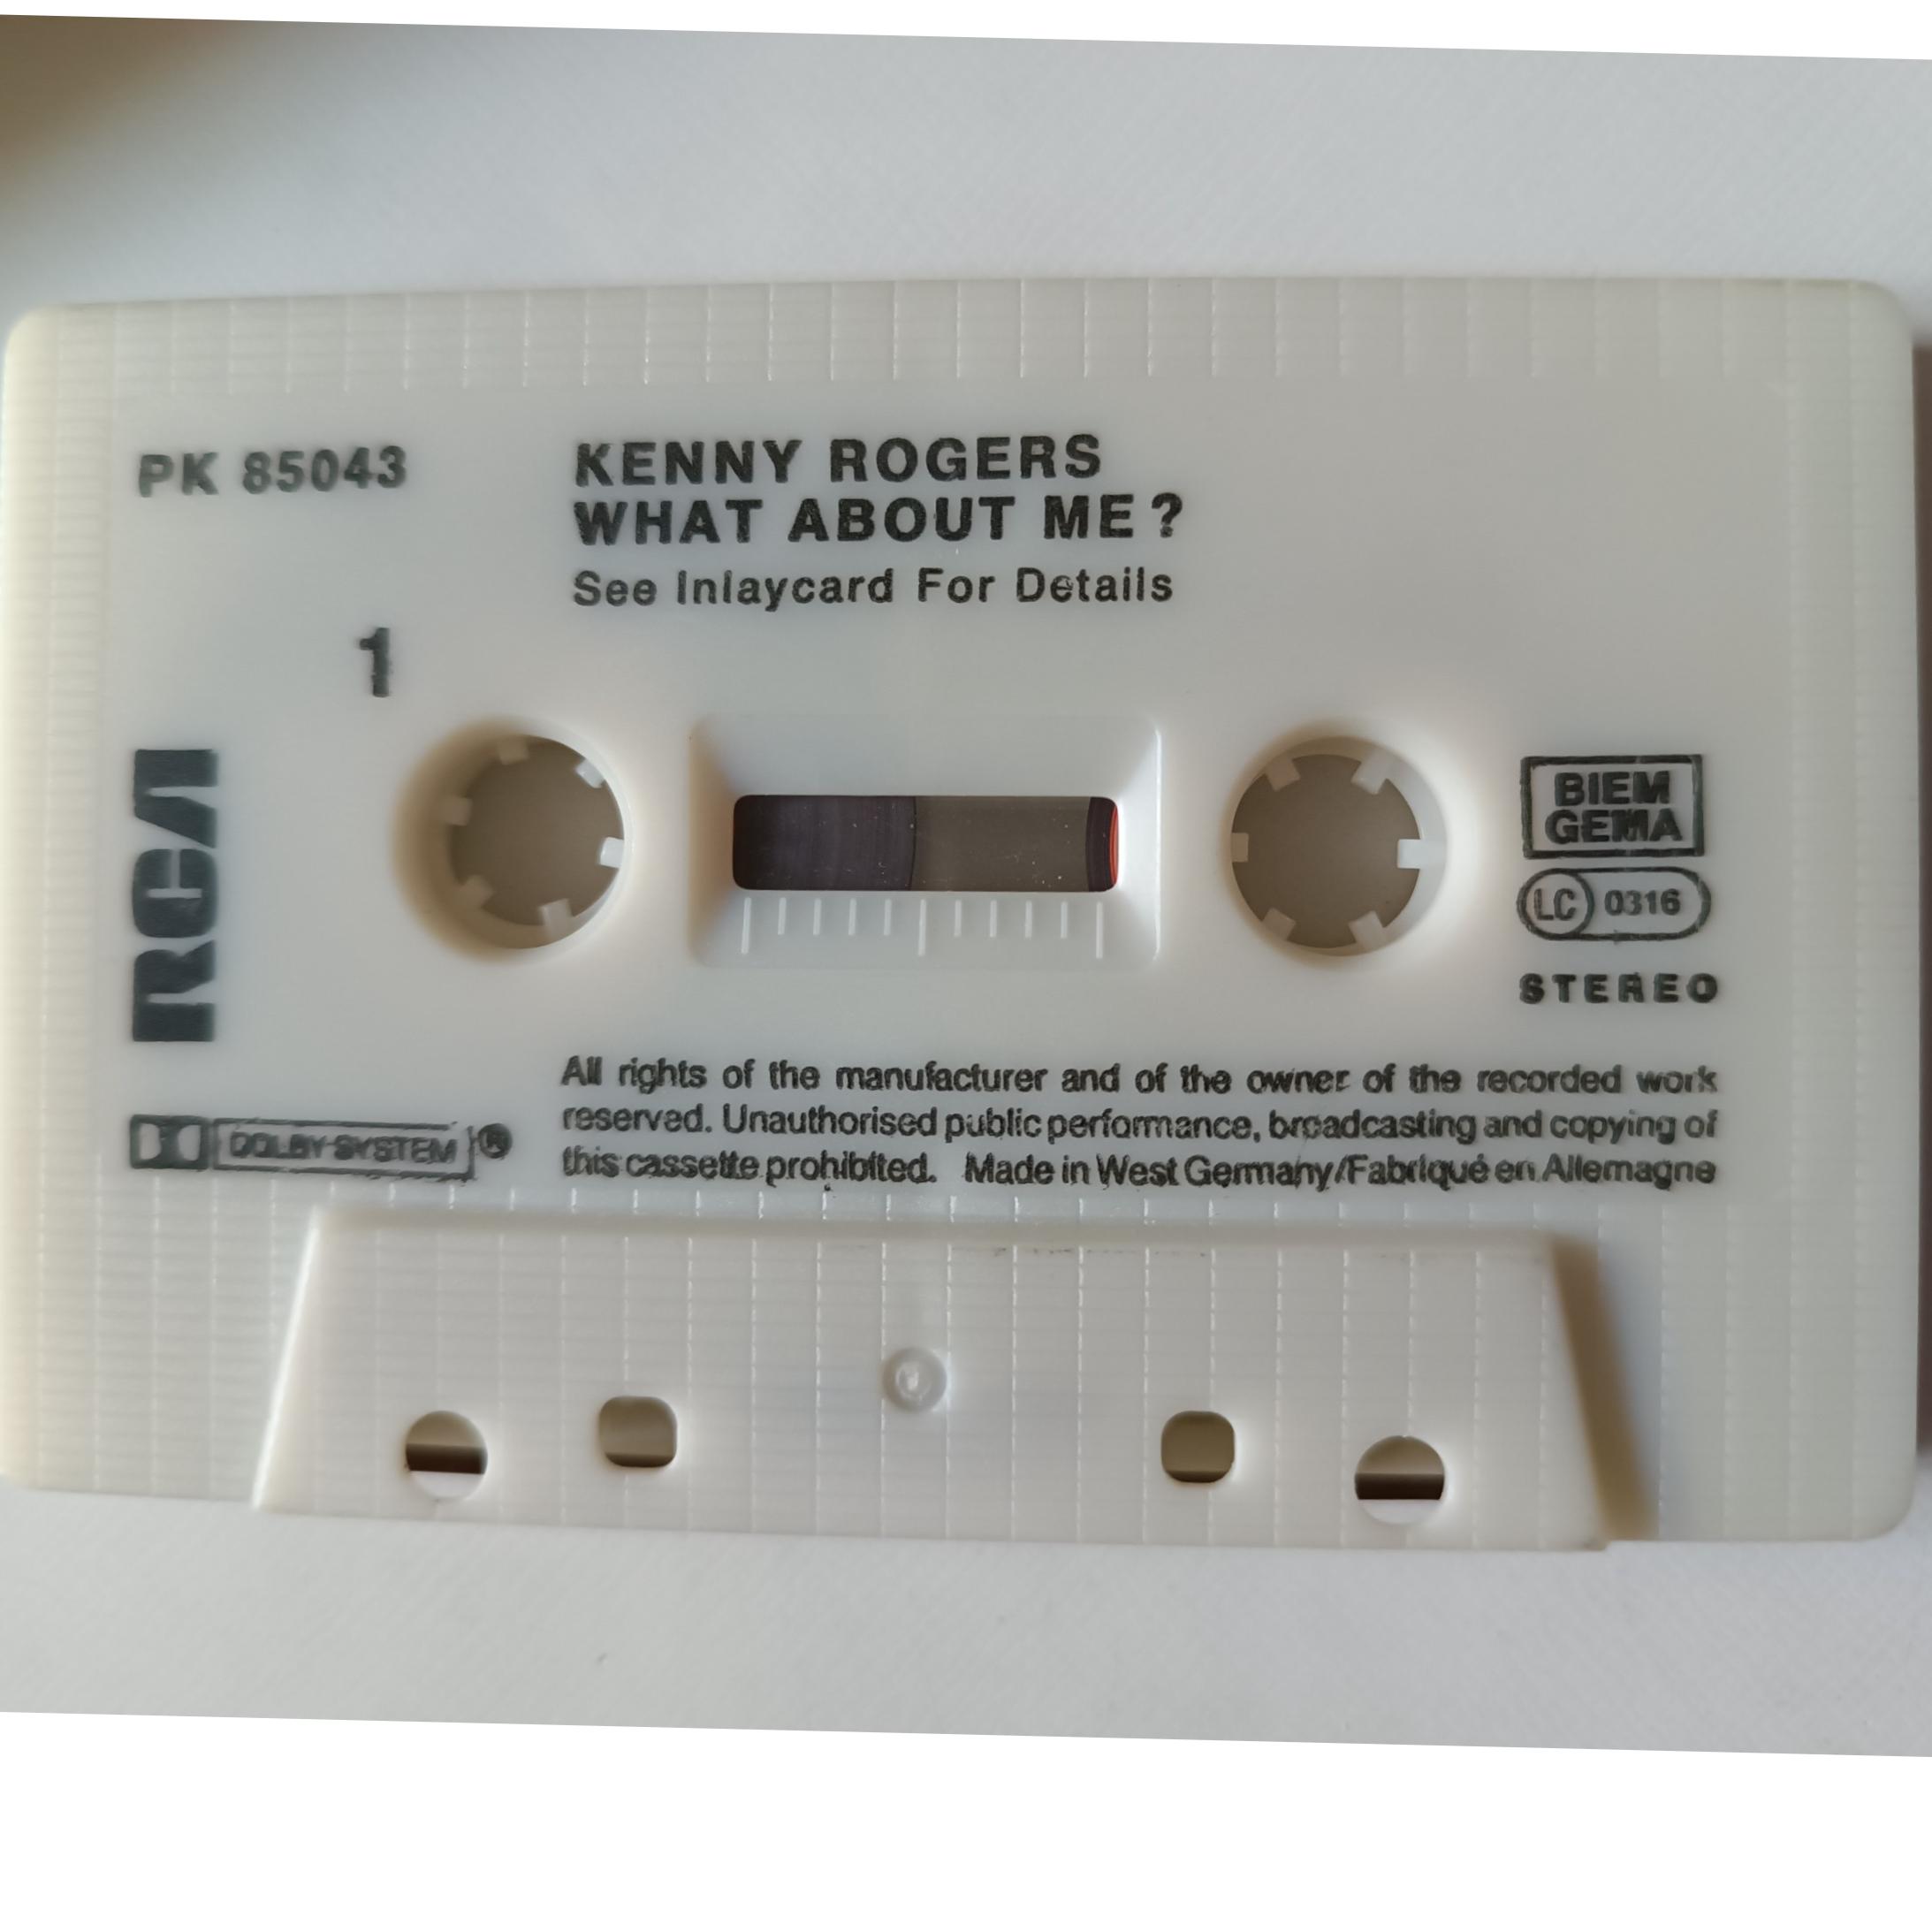 PK 85043
KENNY ROGERS
WHAT ABOUT ME?
See Inlaycard For Details
1
RCA
BIEM
GEMA
LC 0316
STEREO
All rights of the manufacturer and of the owner of the recorded work
reserved. Unauthorised public performance, broadcasting and copying of
this cassette prohibited. Made in West Germany/Fabriqué en Allemagne
DOLBY SYSTEM ®